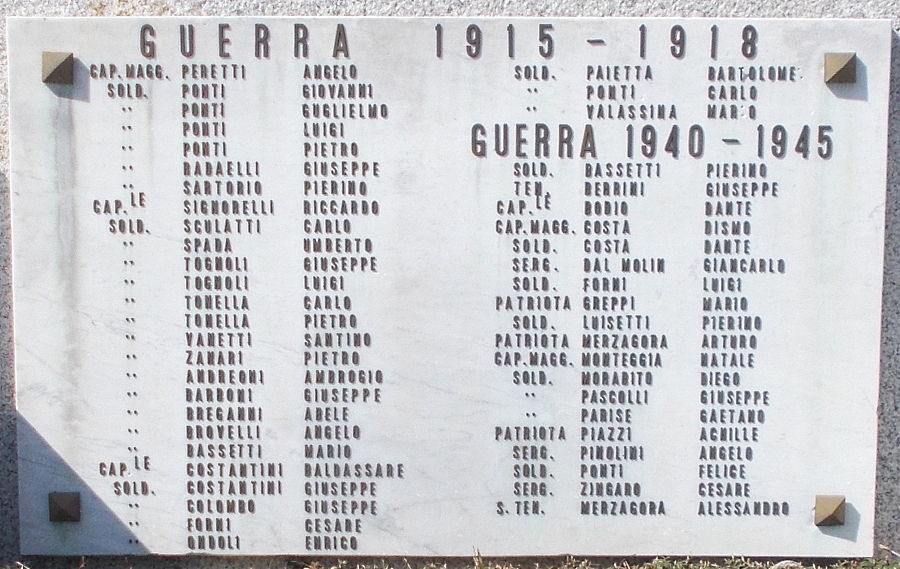 GUERRA 1915 - 1918
CAP. MAGG. PERETTI ANGELO
SOLD. PONTI GIOVANNI
" PONTI GUGLIELMO
" PONTI LUIGI
" PONTI PIETRO
" RADAELLI GIUSEPPE
" SARTORIO PIERINO
CAP.LE SIGNORELLI RICCARDO
SOLD. SCULATTI CARLO
" SPADA UMBERTO
" TOGNOLI GIUSEPPE
" TOGNOLI LUIGI
" TONELLA CARLO
" TONELLA PIETRO
" VANETTI SANTINO
" ZANARI PIETRO
" ANDREONI AMBROGIO
" BARBONI GIUSEPPE
" BREGANNI ABELE
" BROVELLI ANGELO
" BASSETTI MARIO
CAP.LE COSTANTINI BALDASSARE
SOLD. COSTANTINI GIUSEPPE
" COLOMBO GIUSEPPE
" FORNI CESARE
" ONDOLI ENRICO
SOLD. PAIETTA BARTOLOME
" PONTI CARLO
" VALASSINA MARIO
GUERRA 1940 - 1945
SOLD. BASSETTI PIERINO
TEN. BERRINI GIUSEPPE
CAP.LE BODIO DANTE
CAP. MAGG. COSTA DISMO
SOLD. COSTA DANTE
SERG. DAL MOLIN GIANCARLO
SOLD. FORNI LUIGI
PATRIOTA GREPPI MARIO
SOLD. LUISETTI PIERINO
PATRIOTA MERZAGORA ARTURO
CAP. MAGG. MONTEGGIA NATALE
SOLD. MORABITO DIEGO
" PASCOLLI GIUSEPPE
" PARISE GAETANO
PATRIOTA PIAZZI ACHILLE
SERG. PINOLINI ANGELO
SOLD. PONTI FELICE
SERG. ZINGARO CESARE
S. TEN. MERZAGORA ALESSANDRO